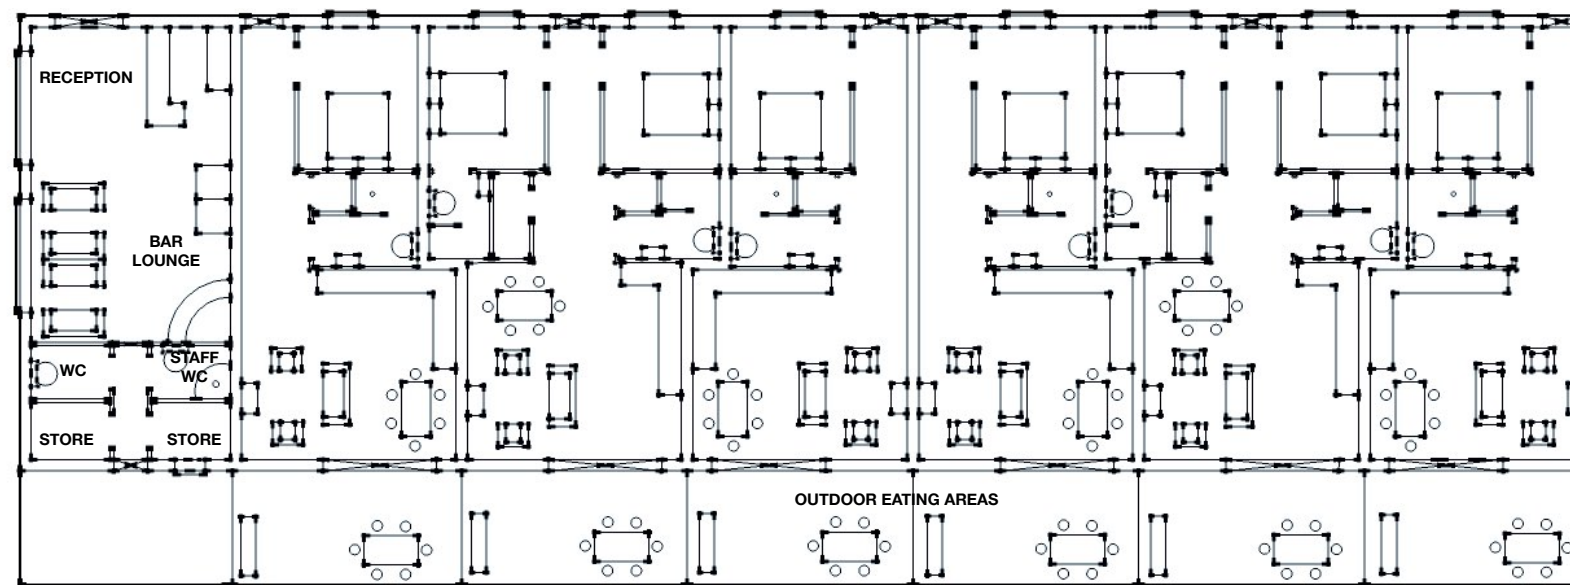 RECEPTION
BAR
LOUNGE
WC
STAFF
WC
STORE
STORE
OUTDOOR EATING AREAS